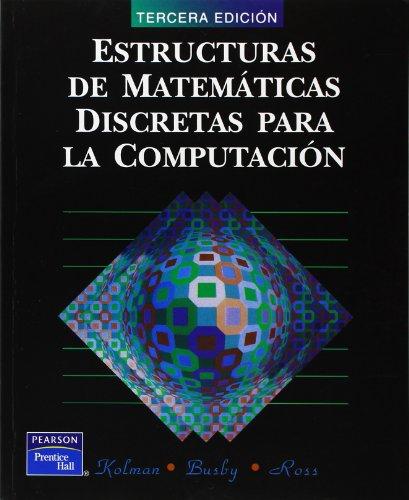 TERCERA EDICIÓN
ESTRUCTURAS
DE MATEMÁTICAS
DISCRETAS PARA
LA COMPUTACIÓN
PEARSON
Prentice
Hall
®
Kolman • Busby • Ross